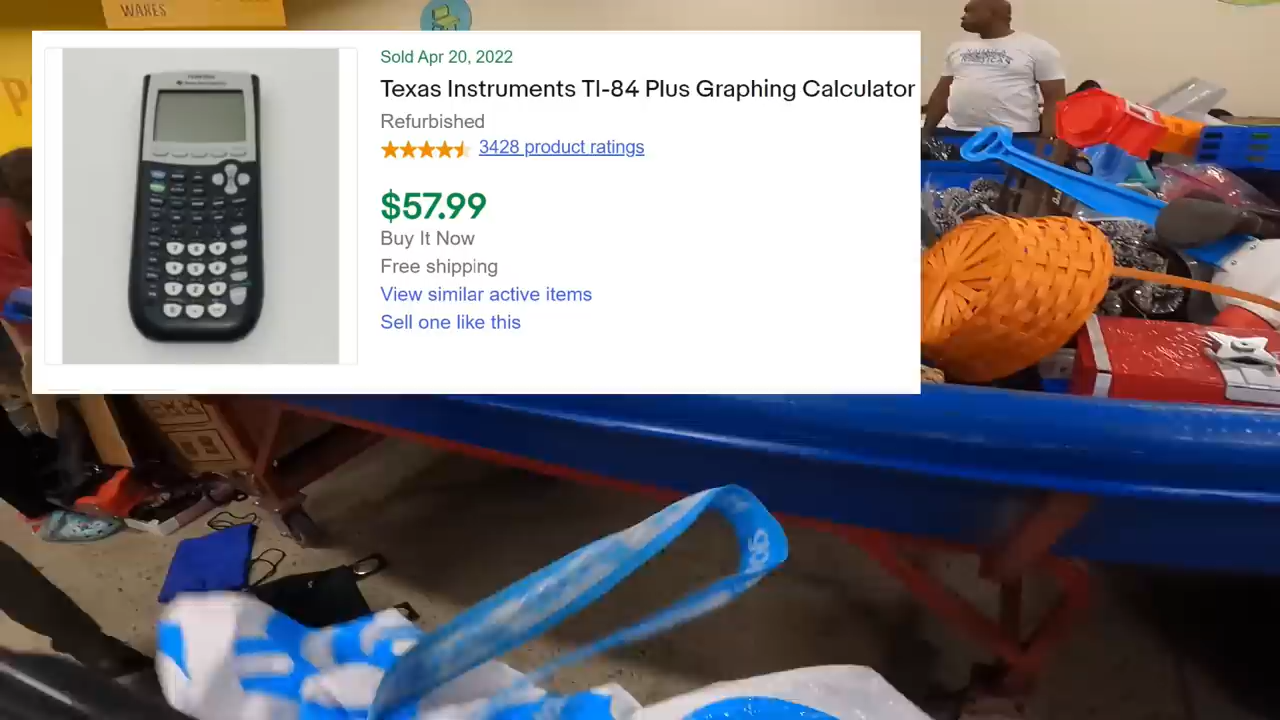 WARES
Sold Apr 20, 2022
Texas Instruments TI-84 Plus Graphing Calculator
Refurbished
3428 product ratings
$57.99
Buy It Now
Free shipping
View similar active items
Sell one like this